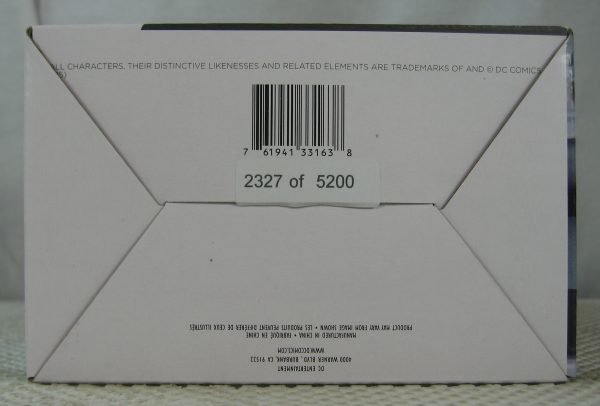 ALL CHARACTERS, THEIR DISTINCTIVE LIKENESSES AND RELATED ELEMENTS ARE TRADEMARKS OF AND © DC COMICS
7 61941 33163 8
2327 of 5200
DC ENTERTAINMENT
4000 WARNER BLVD, BURBANK, CA 91522
WWW.DCCOMICS.COM
MANUFACTURED IN CHINA • FABRIQUÉ EN CHINE
PRODUCT MAY VARY FROM IMAGE SHOWN • LES PRODUITS PEUVENT DIFFÉRER DE CEUX ILLUSTRÉS